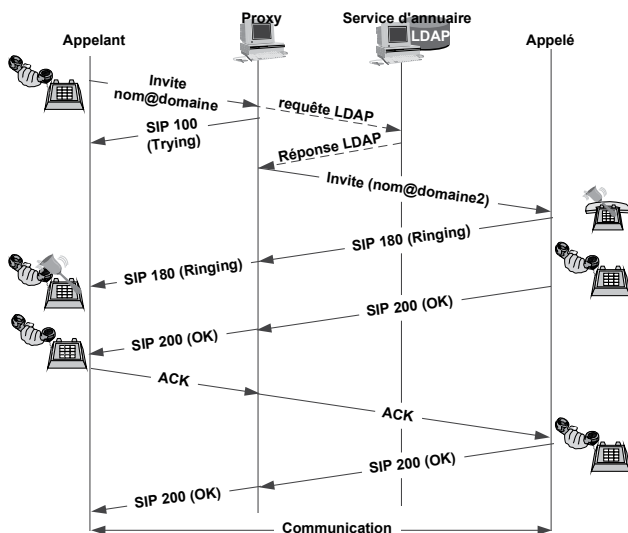 Proxy
Service d'annuaire
LDAP
Appelant
Appelé
Invite
nom@domaine
requête LDAP
SIP 100
(Trying)
Réponse LDAP
Invite (nom@domaine2)
SIP 180 (Ringing)
SIP 180 (Ringing)
SIP 200 (OK)
SIP 200 (OK)
ACK
ACK
SIP 200 (OK)
SIP 200 (OK)
Communication